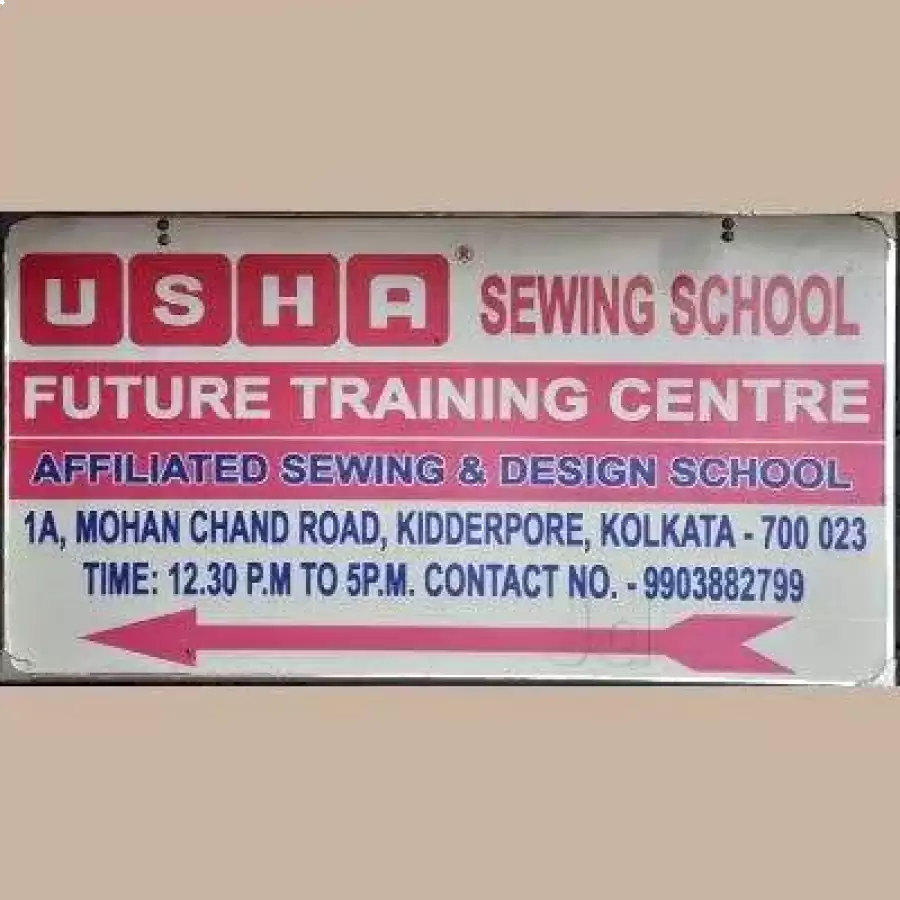 USHA® SEWING SCHOOL
FUTURE TRAINING CENTRE
AFFILIATED SEWING & DESIGN SCHOOL
1A, MOHAN CHAND ROAD, KIDDERPORE, KOLKATA - 700 023
TIME: 12.30 P.M TO 5P.M. CONTACT NO. - 9903882799
Jd